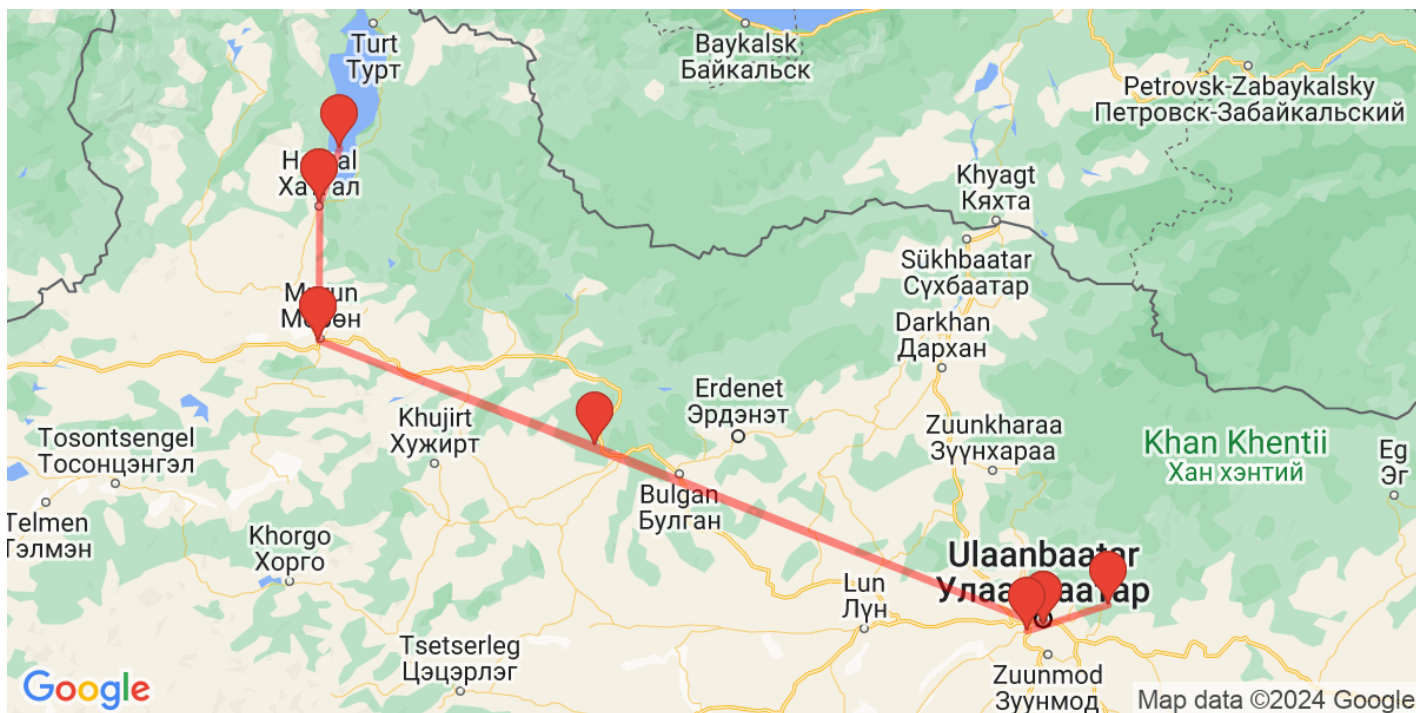 Turt
Турт
Baykalsk
Байкальск
Petrovsk-Zabaykalsky
Петровск-Забайкальский
Khyagt
Кяхта
Sükhbaatar
Сүхбаатар
Darkhan
Дархан
Erdenet
Эрдэнэт
Khujirt
Хужирт
Zuunkharaa
Зүүнхараа
Khan Khentii
Хан хэнтий
Eg
Эг
Tosontsengel
Тосонцэнгэл
Bulgan
Булган
Telmen
Тэлмэн
Khorgo
Хорго
Ulaanbaatar
Lun
Лүн
Tsetserleg
Цэцэрлэг
Zuunmod
Зуунмод
Google
Map data ©2024 Google